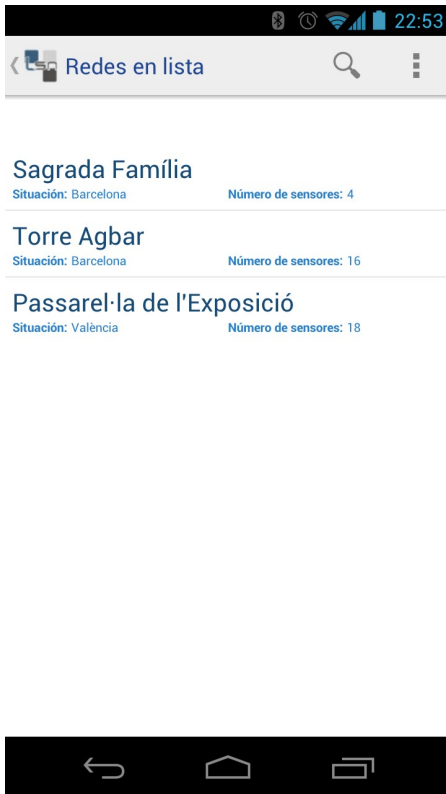 22:53
Redes en lista
Sagrada Família
Situación: Barcelona Número de sensores: 4
Torre Agbar
Situación: Barcelona Número de sensores: 16
Passarel·la de l'Exposició
Situación: València Número de sensores: 18